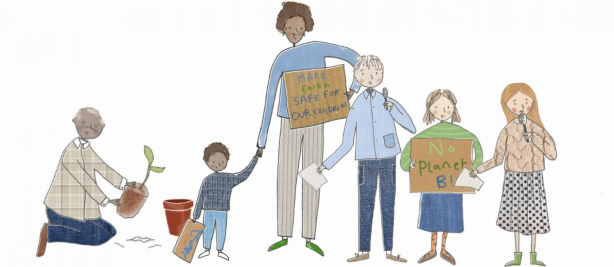 MAKE
Earth
SAFE FOR
OUR CHILDREN!
No
planet
B!